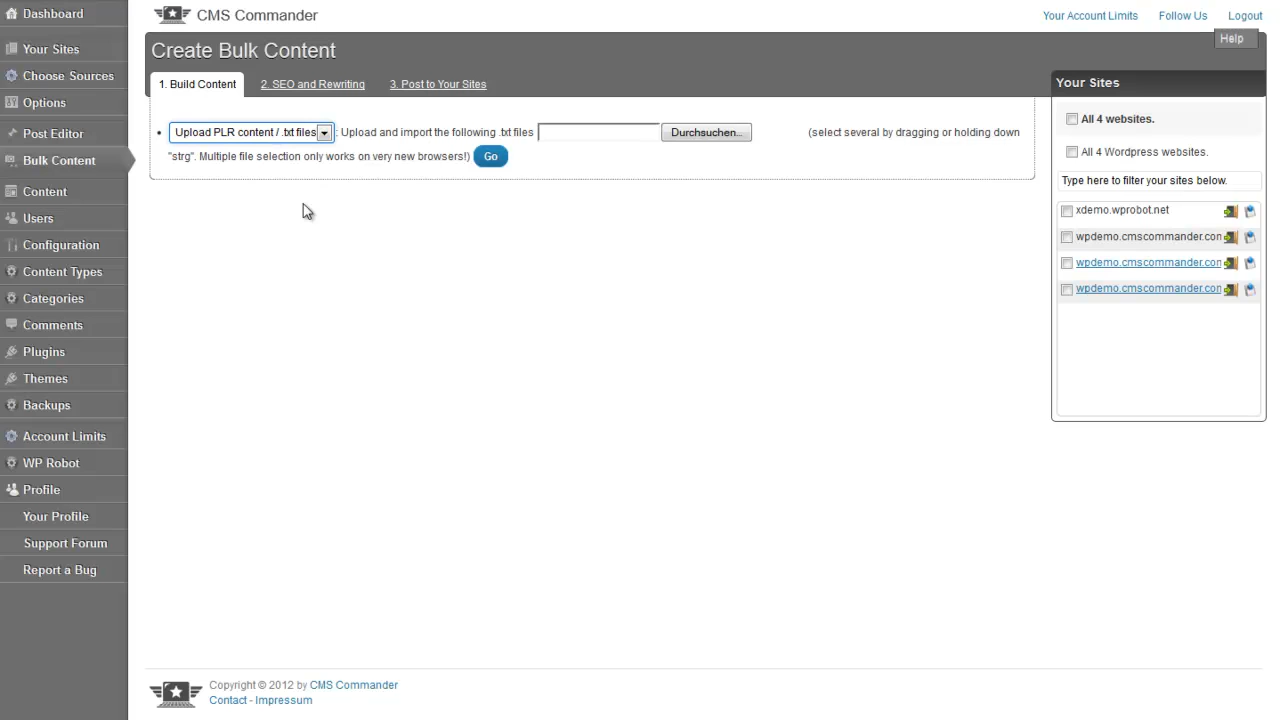 Dashboard
Your Sites
Choose Sources
Options
Post Editor
Bulk Content
Content
Users
Configuration
Content Types
Categories
Comments
Plugins
Themes
Backups
Account Limits
WP Robot
Profile
Your Profile
Support Forum
Report a Bug
CMS Commander
Your Account Limits Follow Us Logout
Help
Create Bulk Content
1. Build Content 2. SEO and Rewriting 3. Post to Your Sites
Upload PLR content / .txt files : Upload and import the following .txt files Durchsuchen... (select several by dragging or holding down
"strg". Multiple file selection only works on very new browsers!) Go
Your Sites
All 4 websites.
All 4 Wordpress websites.
Type here to filter your sites below.
xdemo.wprobot.net
wpdemo.cmscommander.con
wpdemo.cmscommander.con
wpdemo.cmscommander.con
Copyright © 2012 by CMS Commander
Contact - Impressum